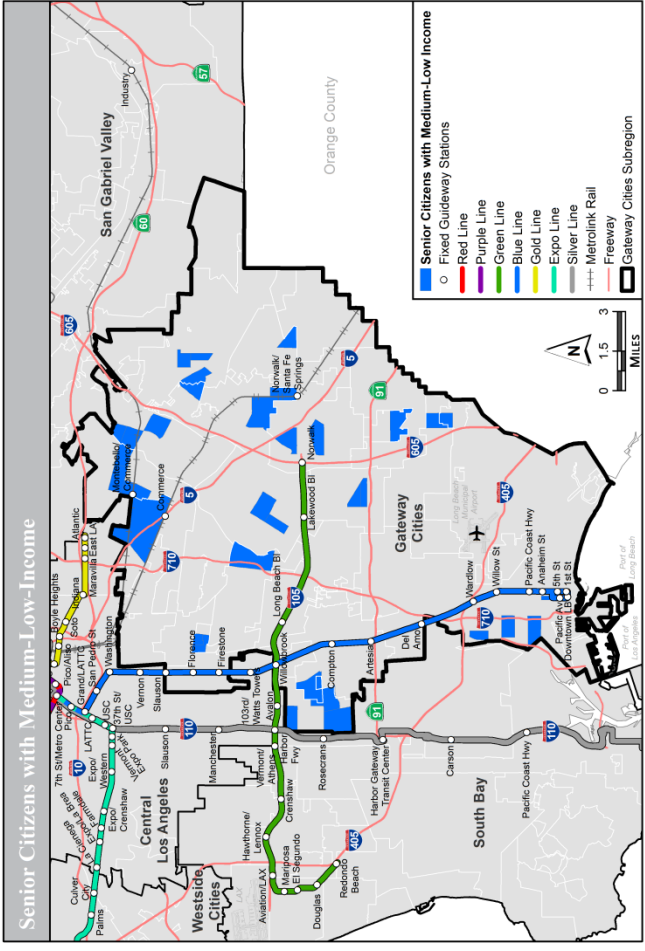 Senior Citizens with Medium-Low-Income
San Gabriel Valley
Industry
57
60
605
Orange County
Montebello/
Commerce
Commerce
5
Norwalk/
Santa Fe
Springs
5
Boyle Heights
Pico/Aliso
Soto
Indiana
Maravilla
East LA
Atlantic
710
7th St/Metro Center
Pico
Grand/LATTC
San Pedro St
Washington
Vernon
Slauson
Florence
Firestone
103rd/
Watts Towers
Willowbrook
Long Beach Bl
105
Lakewood Bl
Norwalk
91
605
Gateway
Cities
Long Beach
Municipal
Airport
405
Compton
Artesia
Del
Amo
Wardlow
Willow St
710
Pacific Coast Hwy
Anaheim St
5th St
1st St
Pacific Av
Downtown LB
Port of
Long Beach
Port of
Los Angeles
10
Culver
City
Palms
La Cienega
Expo/La Brea
Farmdale
Expo/
Crenshaw
Western
Vermont
Expo Park/
USC
Expo/
LATTC
37th St/
USC
110
Slauson
Manchester
Central
Los Angeles
Westside
Cities
LAX
Hawthorne/
Lennox
Aviation/LAX
Mariposa
El Segundo
Douglas
Redondo
Beach
405
Crenshaw
Vermont/
Athens
Harbor
Fwy
Avalon
Rosecrans
91
Harbor Gateway
Transit Center
Carson
South Bay
Pacific Coast Hwy
110
N
0
1.5
3
MILES
Senior Citizens with Medium-Low Income
Fixed Guideway Stations
Red Line
Purple Line
Green Line
Blue Line
Gold Line
Expo Line
Silver Line
Metrolink Rail
Freeway
Gateway Cities Subregion